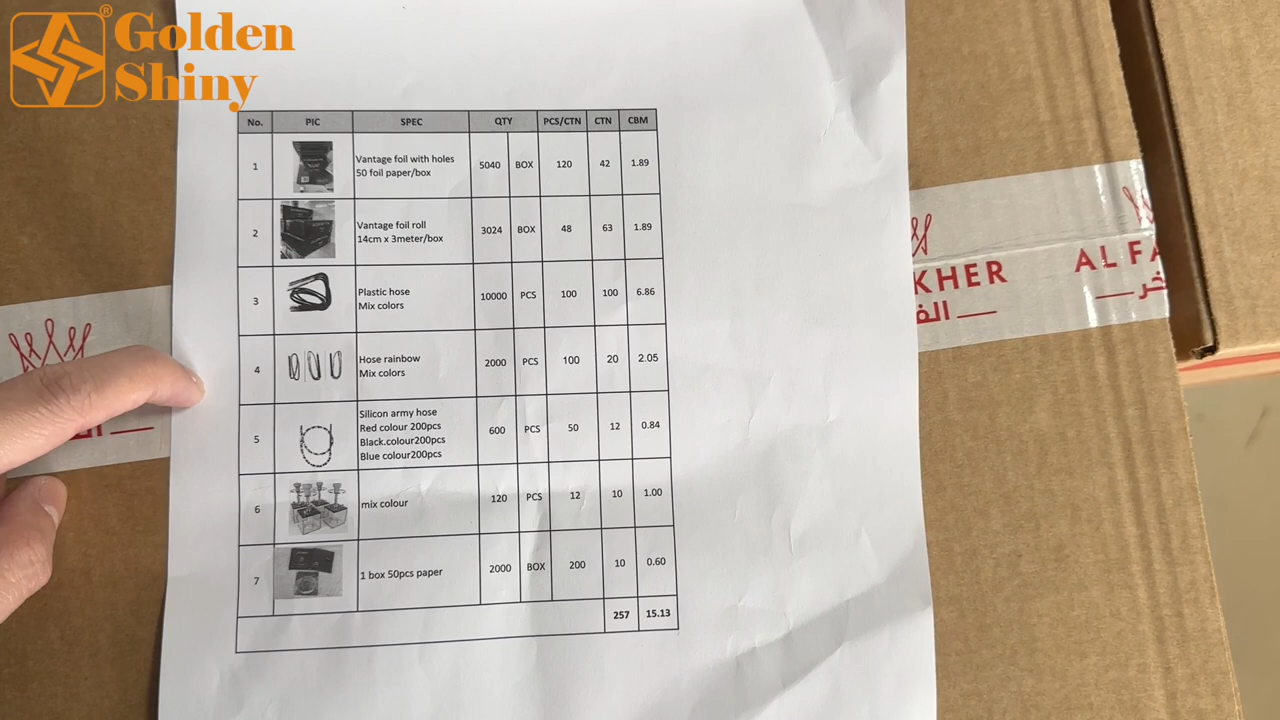 Golden
Shiny
®
No. PIC SPEC QTY PCS/CTN CTN CBM
1 Vantage foil with holes 5040 BOX 120 42 1.89
50 foil paper/box
2 Vantage foil roll 3024 BOX 48 63 1.89
14cm x 3meter/box
3 Plastic hose 10000 PCS 100 100 6.86
Mix colors
4 Hose rainbow 2000 PCS 100 20 2.05
Mix colors
5 Silicon army hose 600 PCS 50 12 0.84
Red colour 200pcs
Black.colour200pcs
Blue colour200pcs
6 mix colour 120 PCS 12 10 1.00
7 1 box 50pcs paper 2000 BOX 200 10 0.60
257 15.13
KHER
AL FA